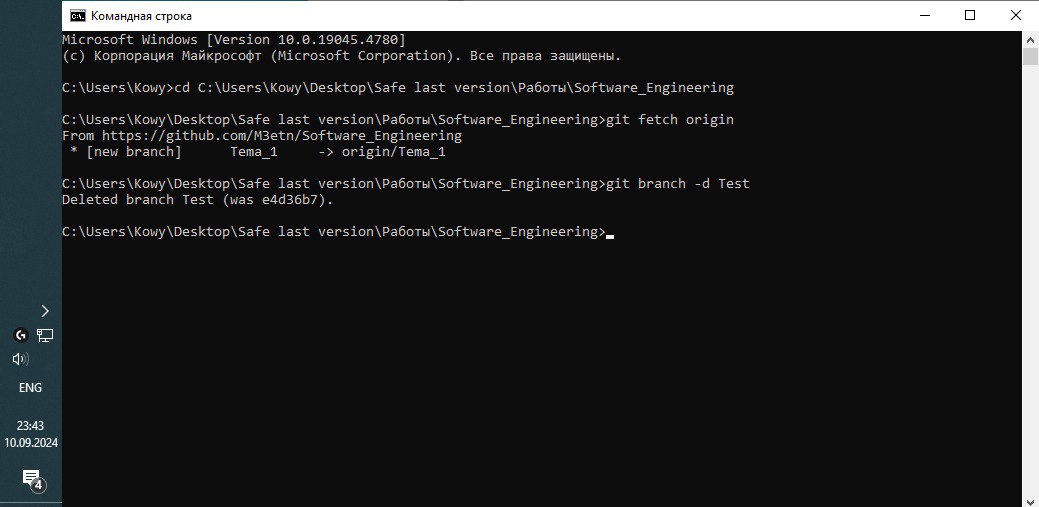 Командная строка
Microsoft Windows [Version 10.0.19045.4780]
(c) Корпорация Майкрософт (Microsoft Corporation). Все права защищены.
C:\Users\Kowy>cd C:\Users\Kowy\Desktop\Safe last version\Работы\Software_Engineering
C:\Users\Kowy\Desktop\Safe last version\Работы\Software_Engineering>git fetch origin
From https://github.com/M3etn/Software_Engineering
 * [new branch]      Tema_1     -> origin/Tema_1
C:\Users\Kowy\Desktop\Safe last version\Работы\Software_Engineering>git branch -d Test
Deleted branch Test (was e4d36b7).
C:\Users\Kowy\Desktop\Safe last version\Работы\Software_Engineering>
ENG
23:43
10.09.2024
4